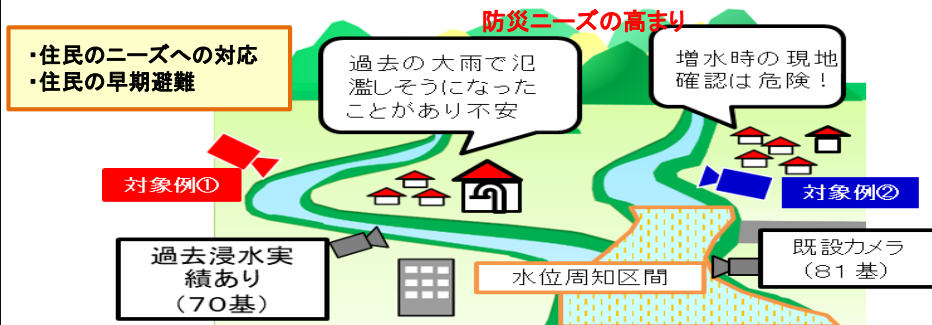 防災ニーズの高まり
・住民のニーズへの対応
・住民の早期避難
過去の大雨で氾
濫しそうになった
ことがあり不安
増水時の現地
確認は危険！
対象例①
対象例②
過去浸水実
績あり
（70基）
水位周知区間
既設カメラ
（81基）